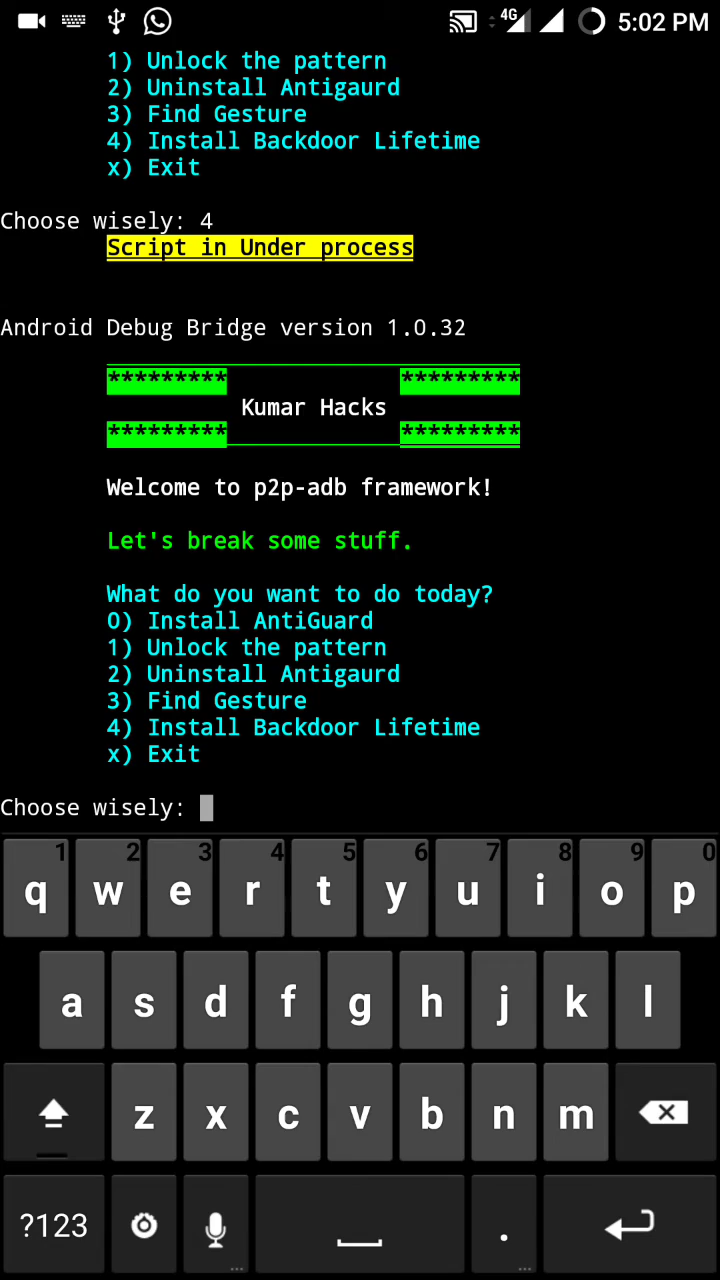 4G 5:02 PM
1) Unlock the pattern
2) Uninstall Antigaurd
3) Find Gesture
4) Install Backdoor Lifetime
x) Exit
Choose wisely: 4
Script in Under process
Android Debug Bridge version 1.0.32
********* *********
Kumar Hacks
********* *********
Welcome to p2p-adb framework!
Let's break some stuff.
What do you want to do today?
0) Install AntiGuard
1) Unlock the pattern
2) Uninstall Antigaurd
3) Find Gesture
4) Install Backdoor Lifetime
x) Exit
Choose wisely:
1 2 3 4 5 6 7 8 9 0
q w e r t y u i o p
a s d f g h j k l
z x c v b n m
?123 .